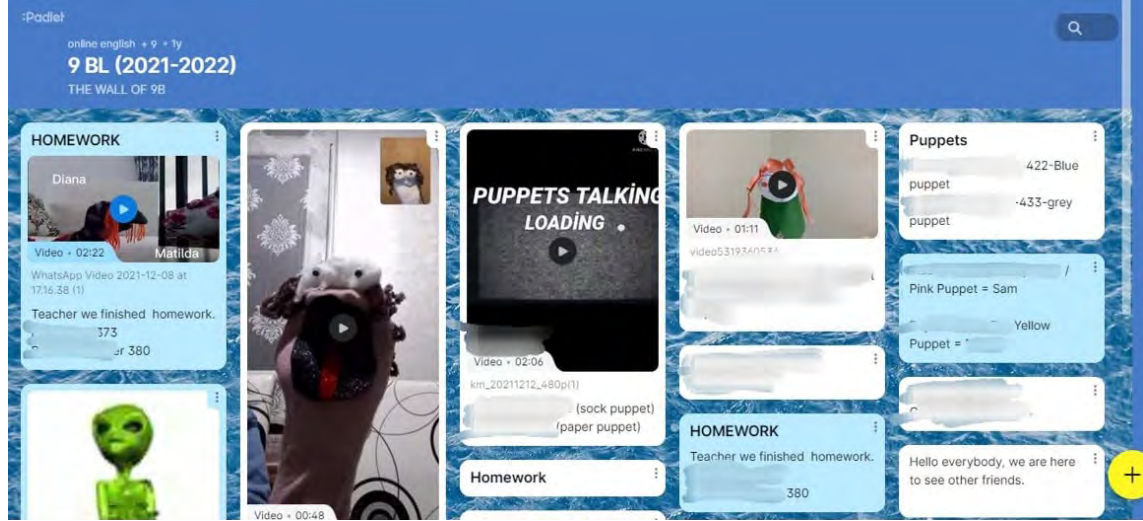 :Padlet
online english + 9 • 1y
9 BL (2021-2022)
THE WALL OF 9B
HOMEWORK
Diana
Matilda
Video • 02:22
WhatsApp Video 2021-12-08 at
17.16.38 (1)
Teacher we finished homework.
373
380
Video • 00:48
PUPPETS TALKİNG
LOADİNG
Video • 02:06
km_20211212_480p(1)
(sock puppet)
/paper puppet)
Homework
Video • 01:11
HOMEWORK
Teacher we finished homework.
380
Puppets
422-Blue
puppet
-433-grey
puppet
/
Pink Puppet = Sam
Yellow
Puppet =
Hello everybody, we are here
to see other friends.
+